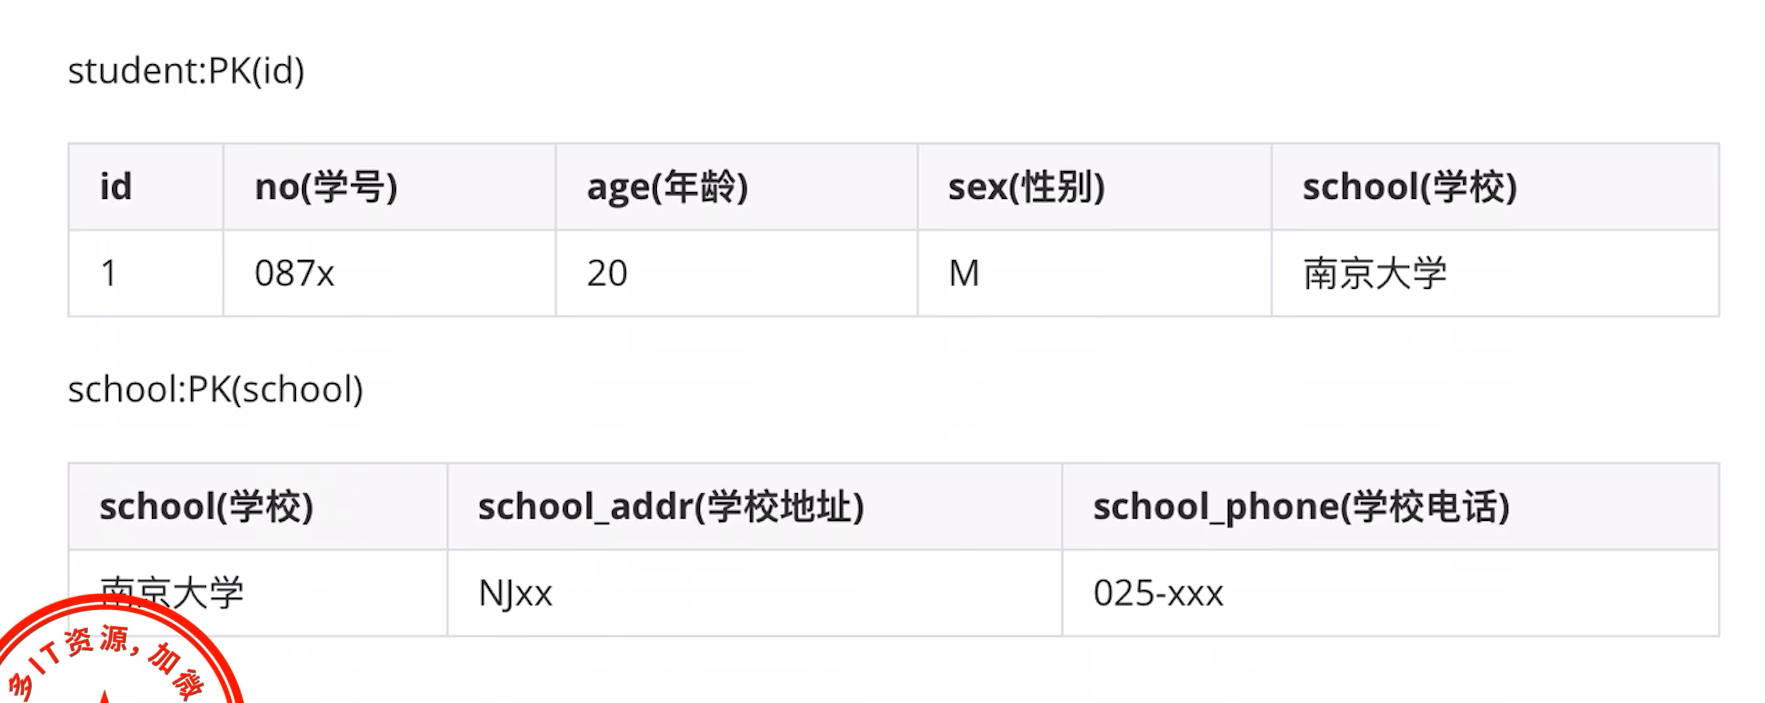 student:PK(id)
id no(学号) age(年龄) sex(性别) school(学校)
1 087x 20 M 南京大学
school:PK(school)
school(学校) school_addr(学校地址) school_phone(学校电话)
南京大学 NJxx 025-xxx
多IT资源,加微